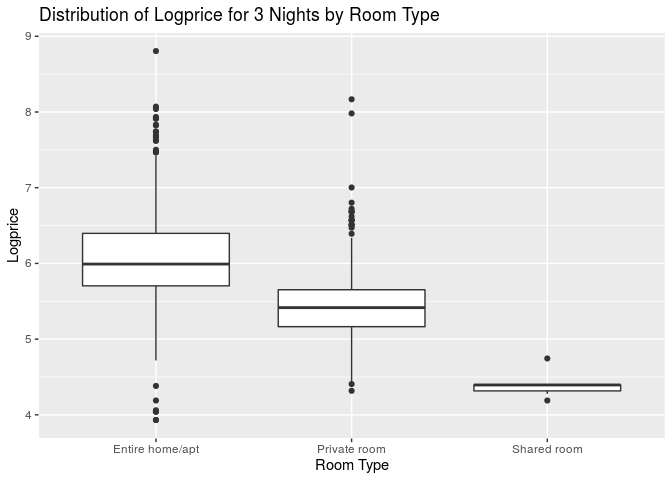 Distribution of Logprice for 3 Nights by Room Type
9
8
7
6
5
4
Logprice
Entire home/apt
Private room
Shared room
Room Type